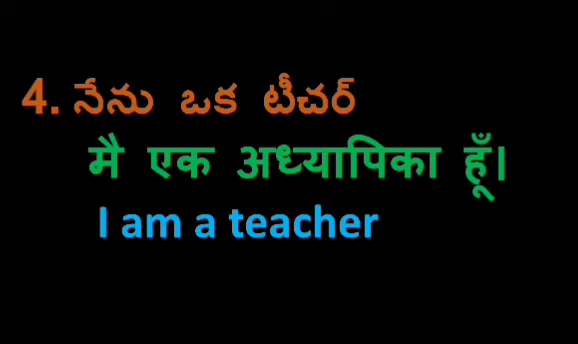 4. నేను ఒక టీచర్
मै एक अध्यापिका हूँ।
I am a teacher